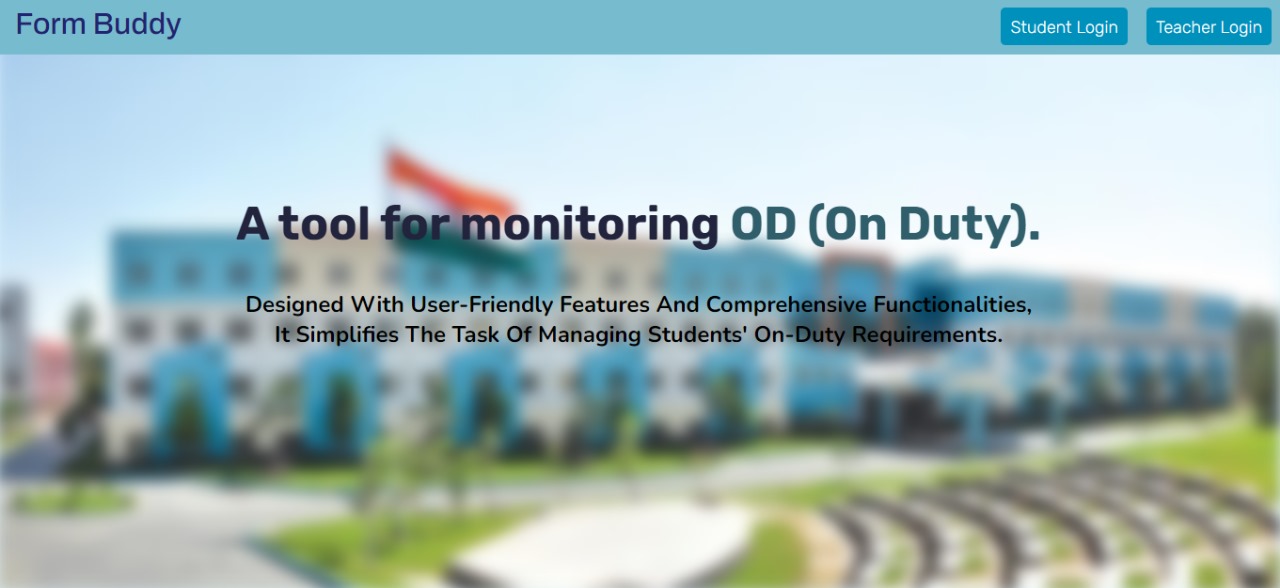 Form Buddy
Student Login
Teacher Login
A tool for monitoring OD (On Duty).
Designed With User-Friendly Features And Comprehensive Functionalities,
It Simplifies The Task Of Managing Students' On-Duty Requirements.